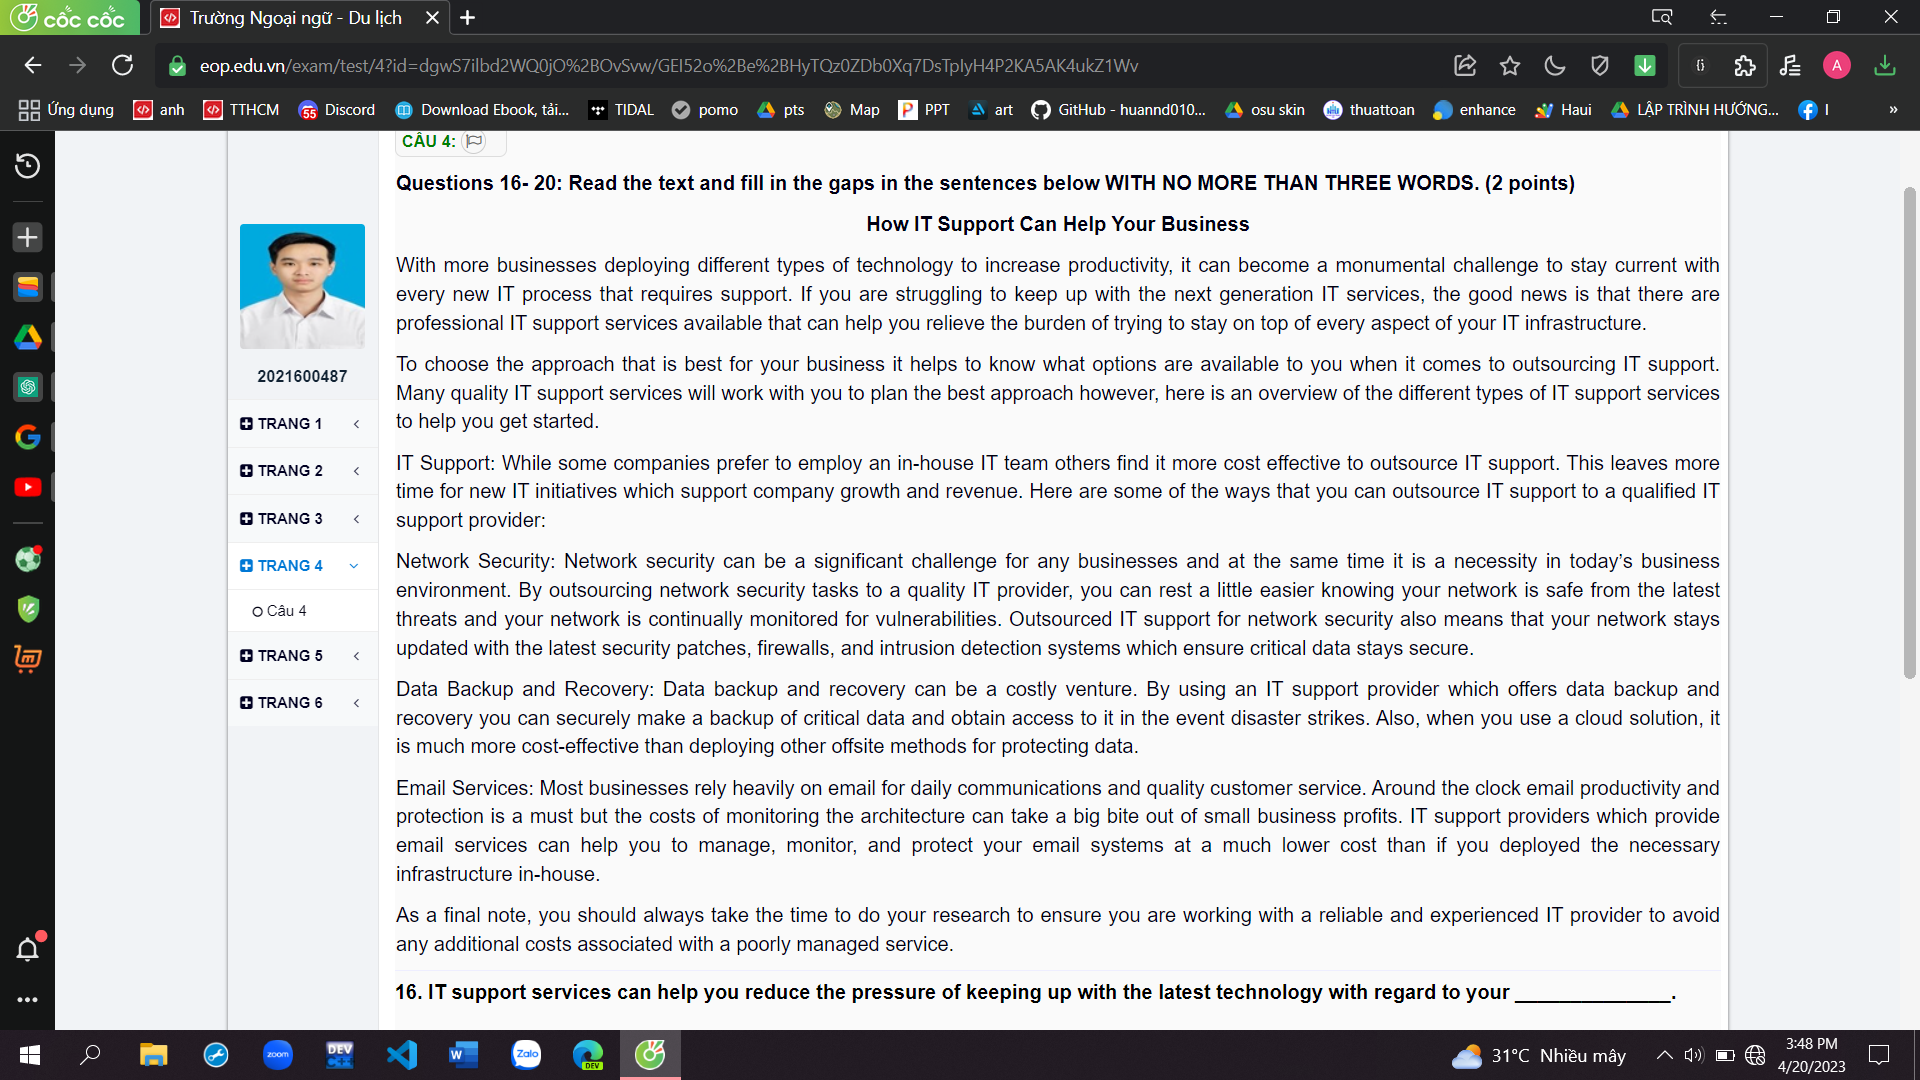 cốc cốc
Trường Ngoại ngữ - Du lịch
eop.edu.vn/exam/test/4?id=dgwS7ilbd2WQ0jO%2BOvSvw/GEI52o%2Be%2BHyTQz0ZDb0Xq7DsTplyH4P2KA5AK4ukZ1Wv
A
Ứng dụng anh TTHCM 55 Discord Download Ebook, tải... TIDAL pomo pts Map PPT art GitHub - huannd010... osu skin thuattoan enhance Haui LẬP TRÌNH HƯỚNG... I »
CÂU 4:
Questions 16- 20: Read the text and fill in the gaps in the sentences below WITH NO MORE THAN THREE WORDS. (2 points)
How IT Support Can Help Your Business
With more businesses deploying different types of technology to increase productivity, it can become a monumental challenge to stay current with
every new IT process that requires support. If you are struggling to keep up with the next generation IT services, the good news is that there are
professional IT support services available that can help you relieve the burden of trying to stay on top of every aspect of your IT infrastructure.
To choose the approach that is best for your business it helps to know what options are available to you when it comes to outsourcing IT support.
Many quality IT support services will work with you to plan the best approach however, here is an overview of the different types of IT support services
to help you get started.
IT Support: While some companies prefer to employ an in-house IT team others find it more cost effective to outsource IT support. This leaves more
time for new IT initiatives which support company growth and revenue. Here are some of the ways that you can outsource IT support to a qualified IT
support provider:
Network Security: Network security can be a significant challenge for any businesses and at the same time it is a necessity in today's business
environment. By outsourcing network security tasks to a quality IT provider, you can rest a little easier knowing your network is safe from the latest
threats and your network is continually monitored for vulnerabilities. Outsourced IT support for network security also means that your network stays
updated with the latest security patches, firewalls, and intrusion detection systems which ensure critical data stays secure.
Data Backup and Recovery: Data backup and recovery can be a costly venture. By using an IT support provider which offers data backup and
recovery you can securely make a backup of critical data and obtain access to it in the event disaster strikes. Also, when you use a cloud solution, it
is much more cost-effective than deploying other offsite methods for protecting data.
Email Services: Most businesses rely heavily on email for daily communications and quality customer service. Around the clock email productivity and
protection is a must but the costs of monitoring the architecture can take a big bite out of small business profits. IT support providers which provide
email services can help you to manage, monitor, and protect your email systems at a much lower cost than if you deployed the necessary
infrastructure in-house.
As a final note, you should always take the time to do your research to ensure you are working with a reliable and experienced IT provider to avoid
any additional costs associated with a poorly managed service.
16. IT support services can help you reduce the pressure of keeping up with the latest technology with regard to your ______________.
2021600487
TRANG 1
TRANG 2
TRANG 3
TRANG 4
Câu 4
TRANG 5
TRANG 6
zoom
DEV C++
W
Zalo
DEV
31°C Nhiều mây
3:48 PM
4/20/2023